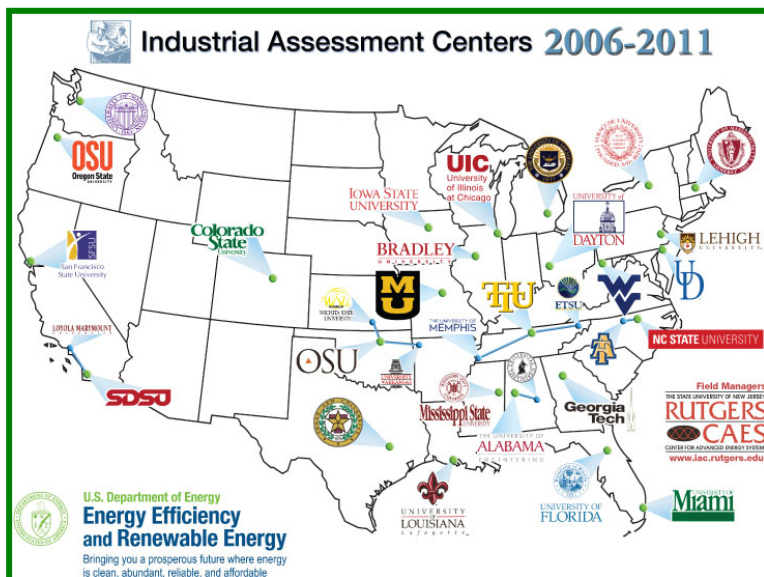 Industrial Assessment Centers 2006-2011
OSU
Oregon State
UNIVERSITY
UIC
University
of Illinois
at Chicago
IOWA STATE
UNIVERSITY
UNIVERSITY of
DAYTON
Colorado
State
University
SFSU
San Francisco
State University
BRADLEY
UNIVERSITY
LEHIGH
UNIVERSITY
UD
MU
TTU
ETSU
WV
WICHITA STATE
UNIVERSITY
THE UNIVERSITY OF
MEMPHIS
LOYOLA MARYMOUNT
UNIVERSITY
OSU
UNIVERSITY
OF ARKANSAS
A&T
NC STATE UNIVERSITY
SDSU
Mississippi State
UNIVERSITY
Georgia
Tech
Field Managers
THE STATE UNIVERSITY OF NEW JERSEY
RUTGERS
CAES
CENTER FOR ADVANCED ENERGY SYSTEMS
www.iac.rutgers.edu
THE UNIVERSITY OF
ALABAMA
ENGINEERING
UNIVERSITY
OF
LOUISIANA
Lafayette
UNIVERSITY OF
FLORIDA
UNIVERSITY OF
Miami
U.S. Department of Energy
Energy Efficiency
and Renewable Energy
Bringing you a prosperous future where energy
is clean, abundant, reliable, and affordable